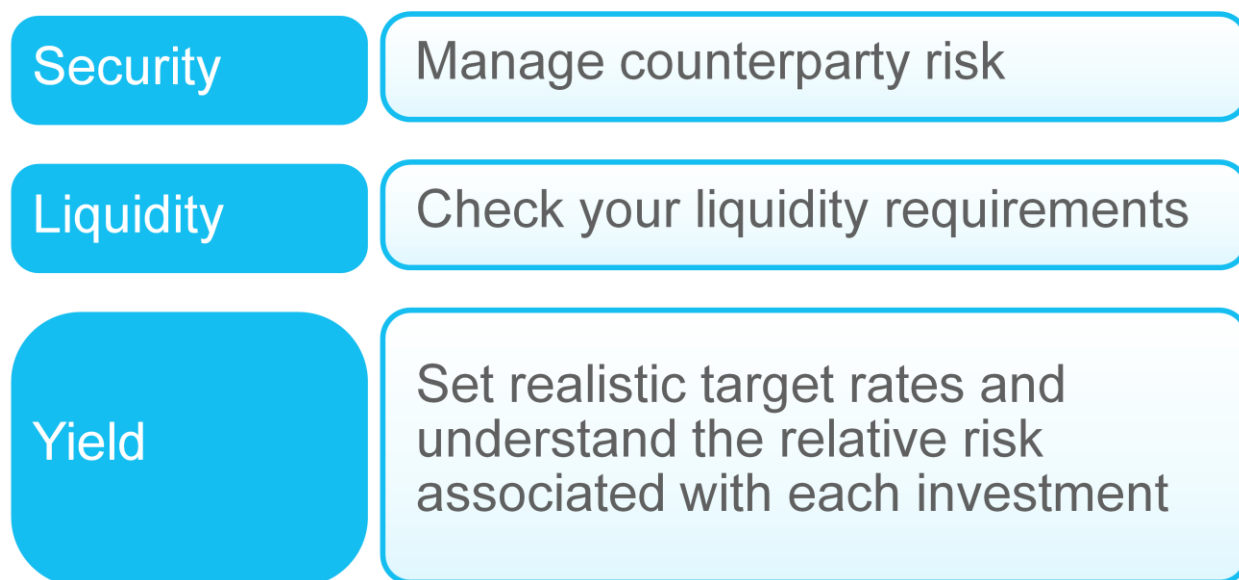 Security
Manage counterparty risk
Liquidity
Check your liquidity requirements
Yield
Set realistic target rates and
understand the relative risk
associated with each investment